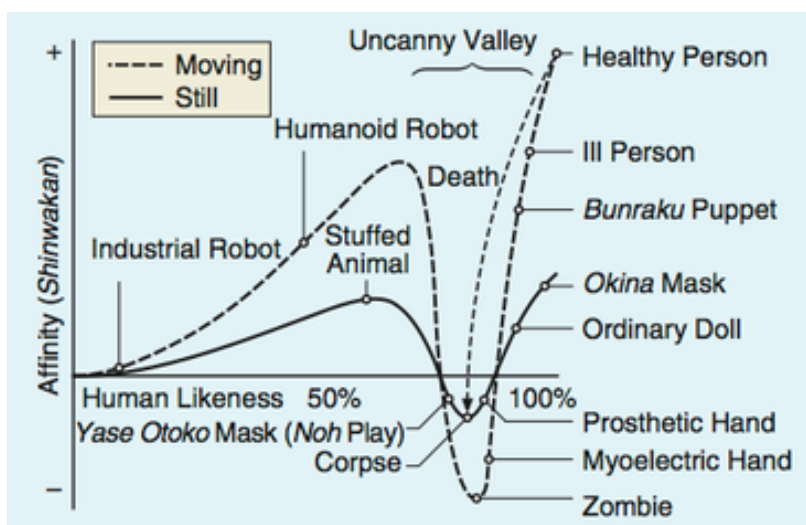 +
Moving
Still
Uncanny Valley
Healthy Person
Humanoid Robot
Death
Ill Person
Bunraku Puppet
Industrial Robot
Stuffed
Animal
Okina Mask
Ordinary Doll
Affinity (Shinwakan)
Human Likeness 50% 100%
Yase Otoko Mask (Noh Play)
Prosthetic Hand
Corpse
Myoelectric Hand
–
Zombie